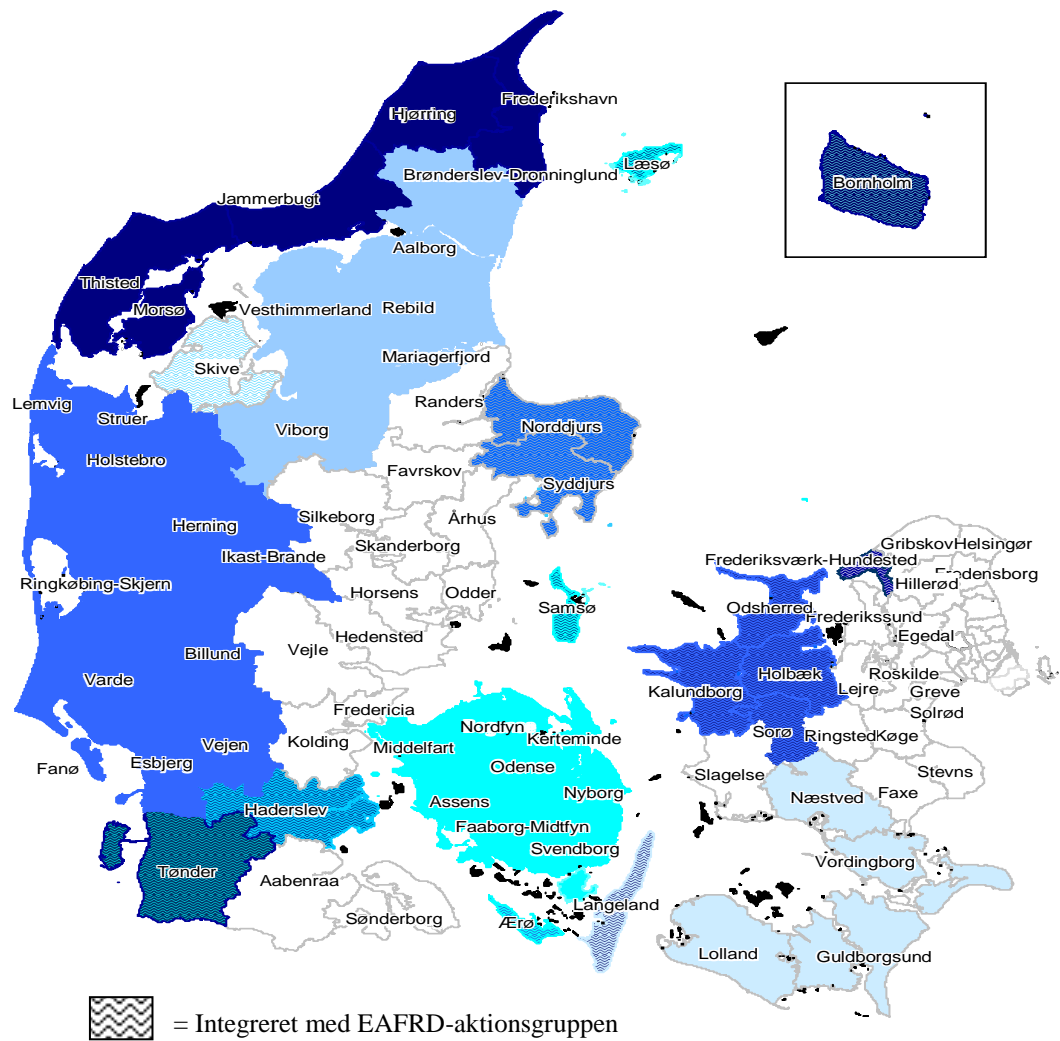 Hjørring
Frederikshavn
Læsø
Brønderslev-Dronninglund
Bornholm
Jammerbugt
Aalborg
Thisted
Morsø
Vesthimmerland
Rebild
Mariagerfjord
Skive
Lemvig
Struer
Randers
Norddjurs
Viborg
Holstebro
Favrskov
Syddjurs
Silkeborg
Århus
Herning
Skanderborg
Ikast-Brande
Gribskov
Helsingør
Frederiksværk-Hundested
Fredensborg
Hillerød
Ringkøbing-Skjern
Horsens
Odder
Samsø
Odsherred
Frederikssund
Egedal
Hedensted
Billund
Vejle
Varde
Holbæk
Roskilde
Kalundborg
Lejre
Greve
Fredericia
Solrød
Nordfyn
Sorø
Ringsted
Køge
Kolding
Vejen
Middelfart
Kerteminde
Fanø
Esbjerg
Odense
Slagelse
Stevns
Nyborg
Næstved
Faxe
Haderslev
Assens
Faaborg-Midtfyn
Svendborg
Vordingborg
Tønder
Aabenraa
Langeland
Sønderborg
Ærø
Lolland
Guldborgsund
= Integreret med EAFRD-aktionsgruppen